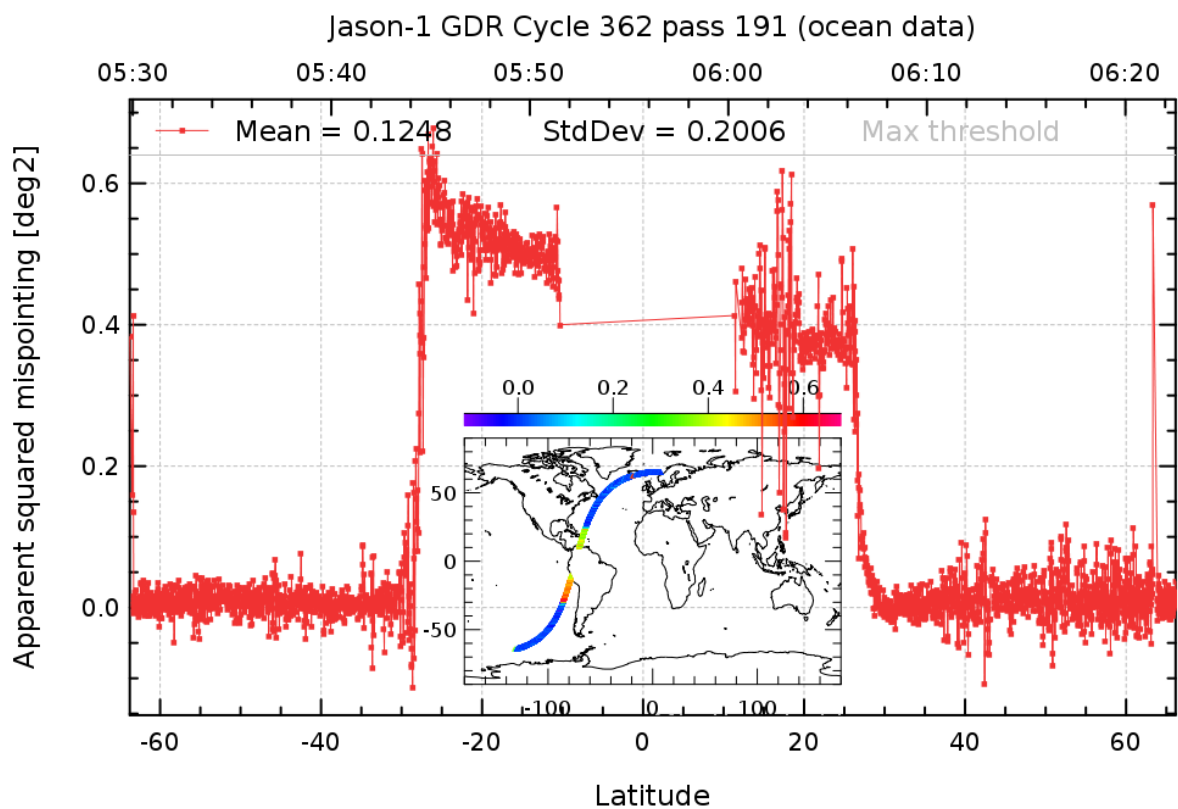 Jason-1 GDR Cycle 362 pass 191 (ocean data)
05:30 05:40 05:50 06:00 06:10 06:20
Mean = 0.1248 StdDev = 0.2006 Max threshold
Apparent squared mispointing [deg2]
0.6
0.4
0.2
0.0
0.0 0.2 0.4 0.6
50
0
-50
-100 0 100
-60 -40 -20 0 20 40 60
Latitude